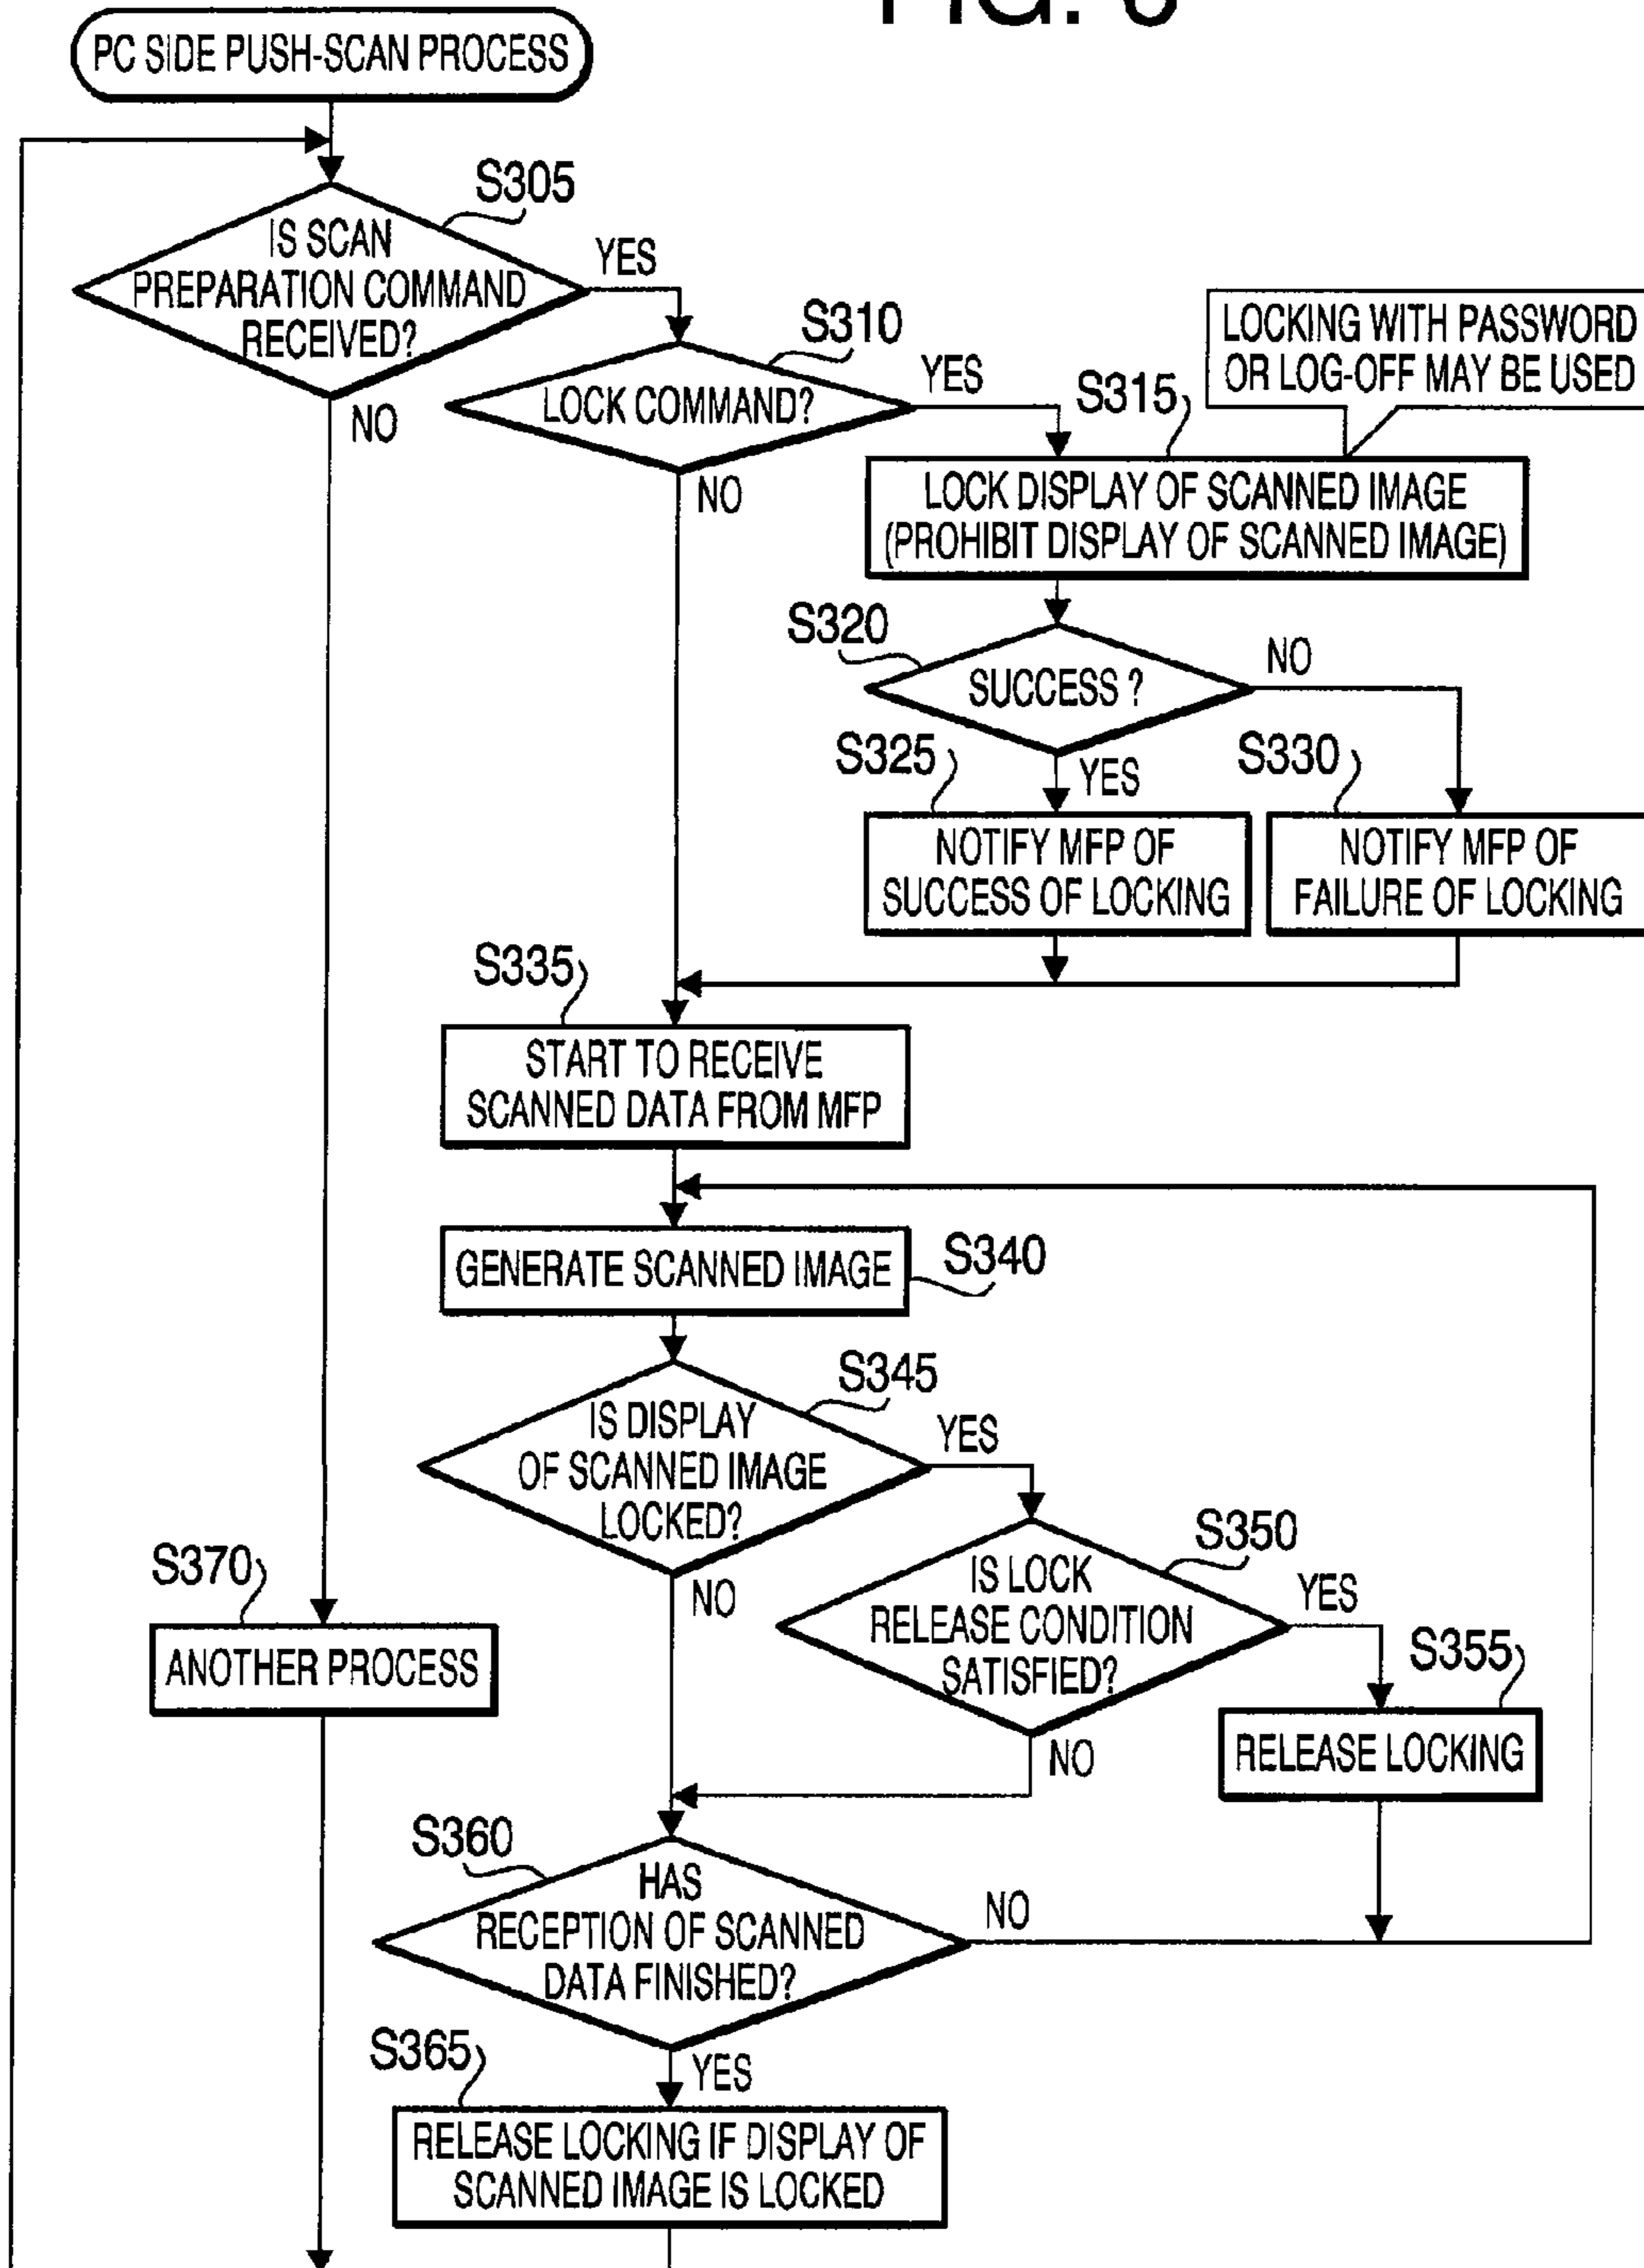 PC SIDE PUSH-SCAN PROCESS
S305
IS SCAN
PREPARATION COMMAND
RECEIVED?
YES
NO
S310
LOCK COMMAND?
YES
NO
LOCKING WITH PASSWORD
OR LOG-OFF MAY BE USED
S315
LOCK DISPLAY OF SCANNED IMAGE
(PROHIBIT DISPLAY OF SCANNED IMAGE)
S320
SUCCESS ?
NO
YES
S325
NOTIFY MFP OF
SUCCESS OF LOCKING
S330
NOTIFY MFP OF
FAILURE OF LOCKING
S335
START TO RECEIVE
SCANNED DATA FROM MFP
GENERATE SCANNED IMAGE
S340
S345
IS DISPLAY
OF SCANNED IMAGE
LOCKED?
YES
NO
S350
IS LOCK
RELEASE CONDITION
SATISFIED?
YES
NO
S355
RELEASE LOCKING
S370
ANOTHER PROCESS
S360
HAS
RECEPTION OF SCANNED
DATA FINISHED?
NO
YES
S365
RELEASE LOCKING IF DISPLAY OF
SCANNED IMAGE IS LOCKED